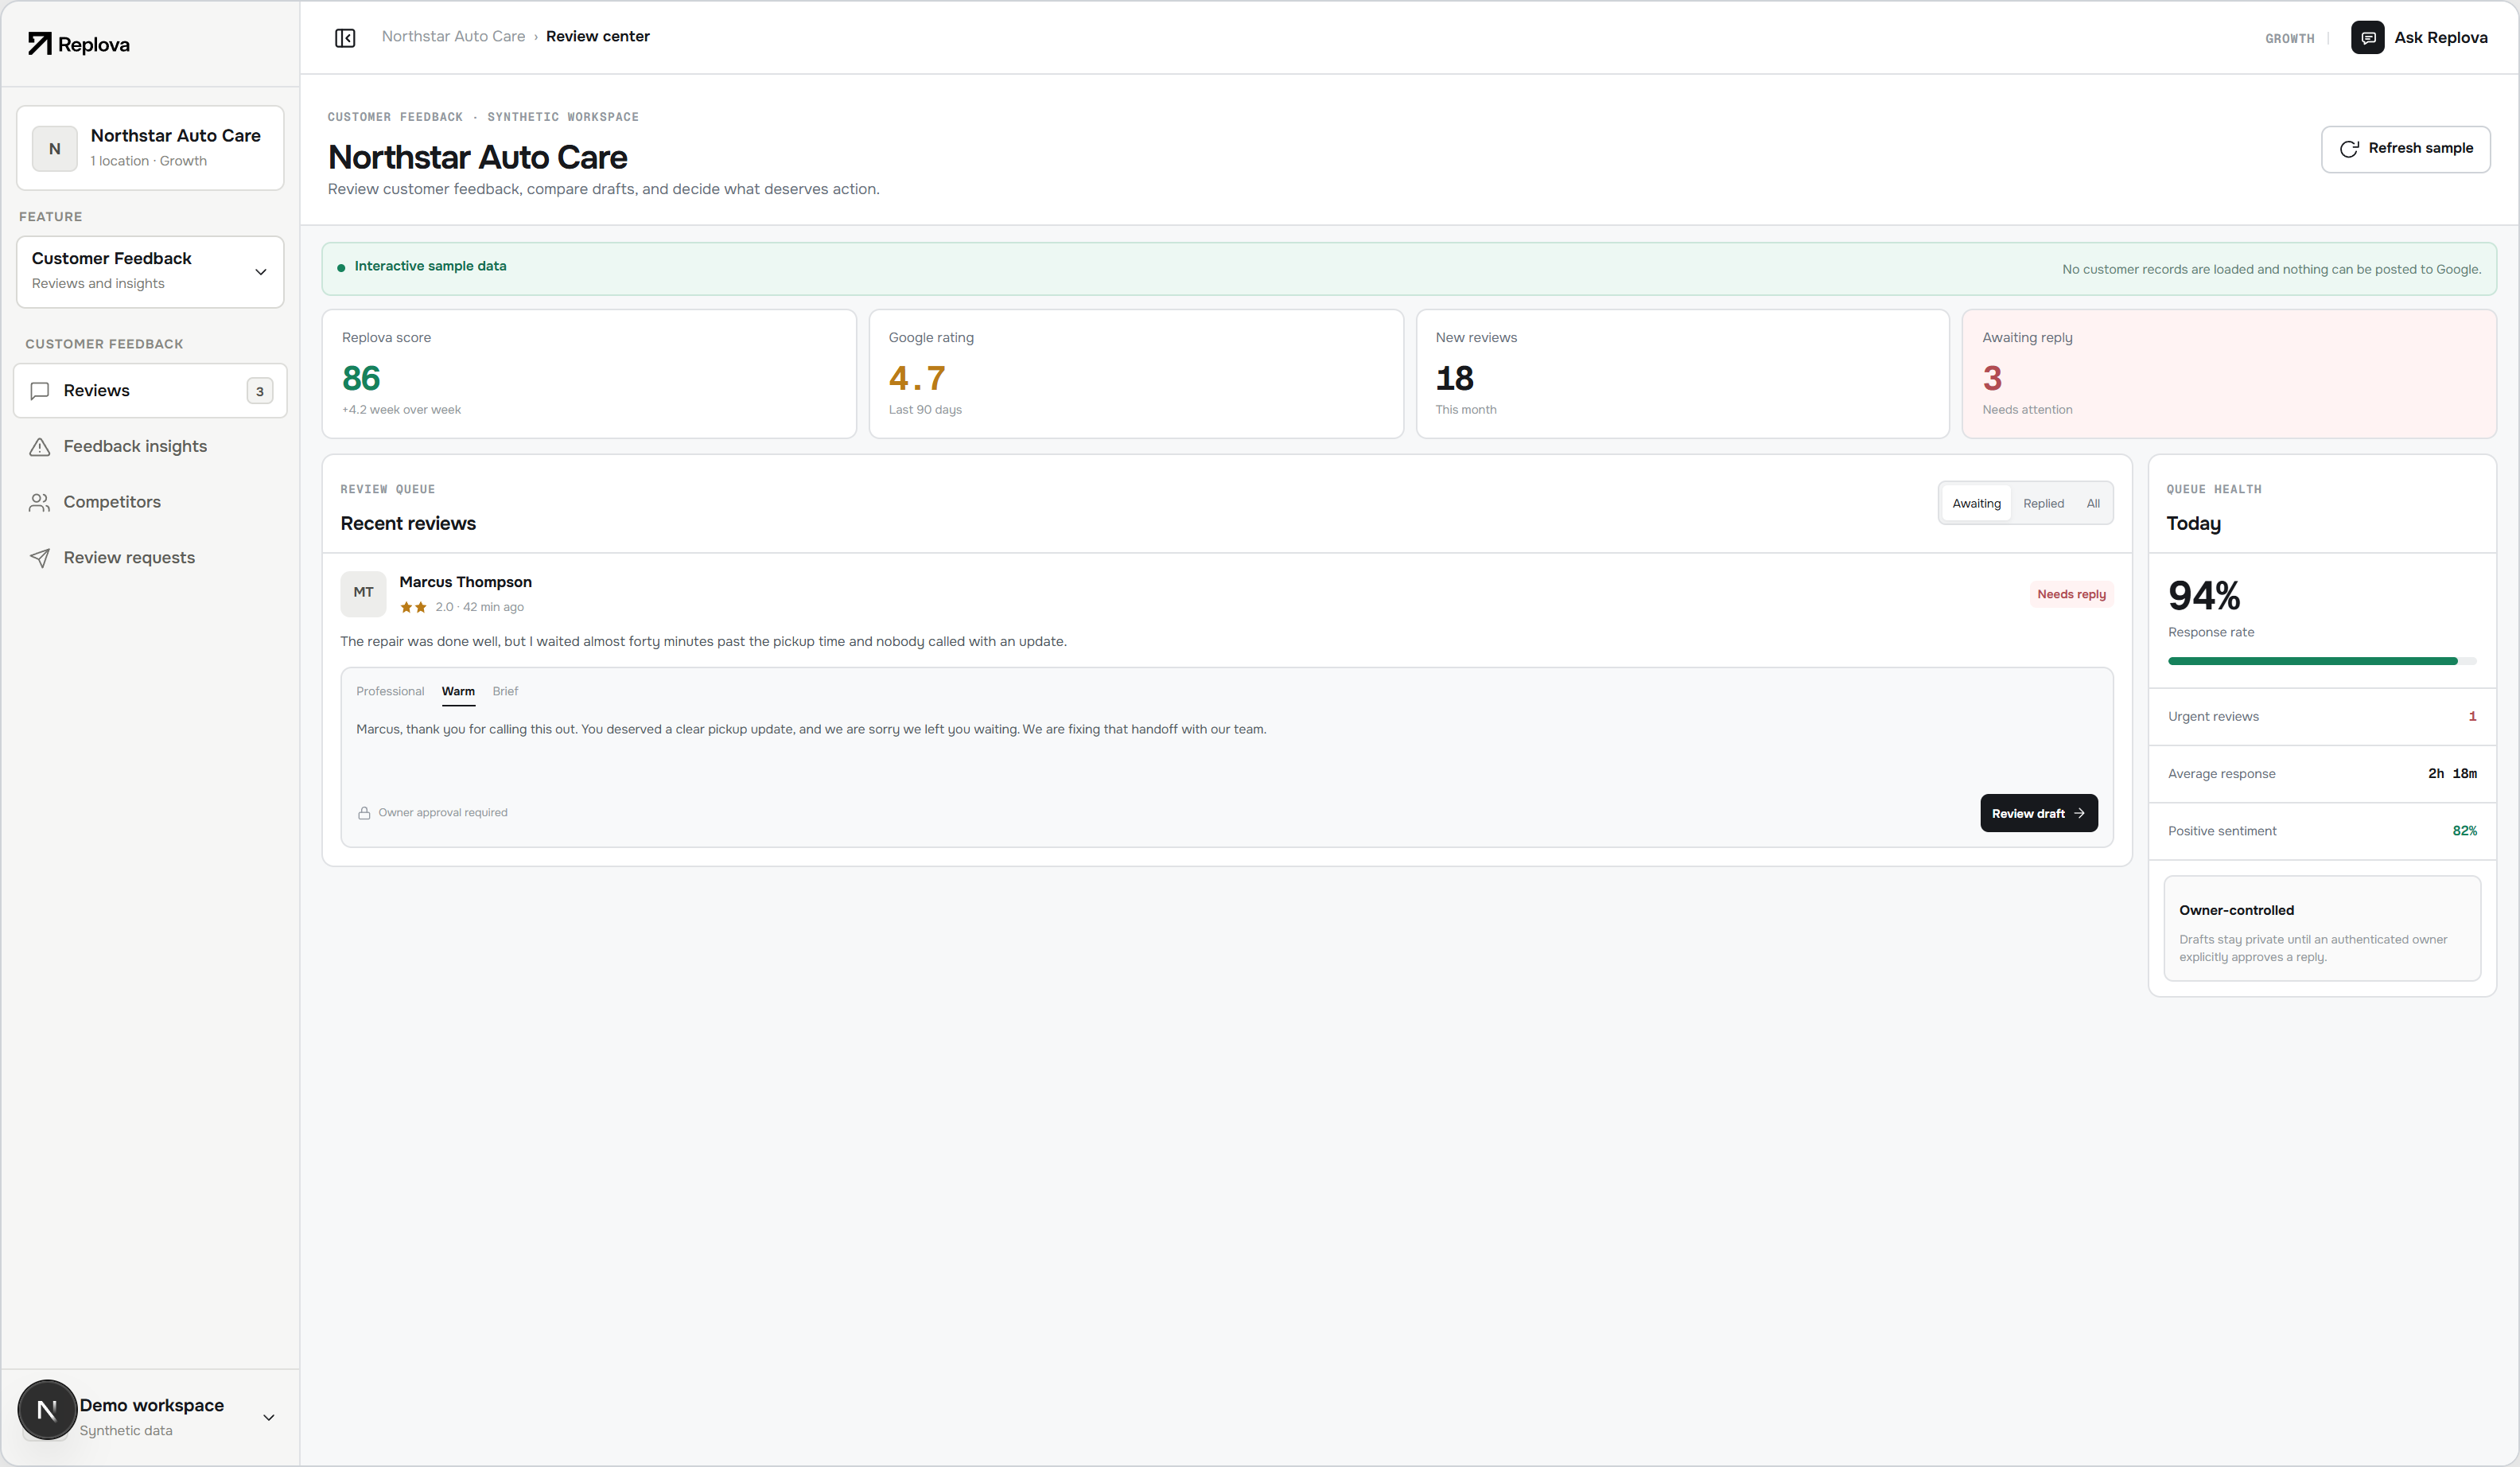 Replova
N
Northstar Auto Care
1 location · Growth
FEATURE
Customer Feedback
Reviews and insights
CUSTOMER FEEDBACK
Reviews
3
Feedback insights
Competitors
Review requests
N
Demo workspace
Synthetic data
Northstar Auto Care › Review center
GROWTH
Ask Replova
CUSTOMER FEEDBACK · SYNTHETIC WORKSPACE
Northstar Auto Care
Review customer feedback, compare drafts, and decide what deserves action.
Refresh sample
Interactive sample data
No customer records are loaded and nothing can be posted to Google.
Replova score
86
+4.2 week over week
Google rating
4.7
Last 90 days
New reviews
18
This month
Awaiting reply
3
Needs attention
REVIEW QUEUE
Recent reviews
Awaiting Replied All
MT
Marcus Thompson
2.0 · 42 min ago
Needs reply
The repair was done well, but I waited almost forty minutes past the pickup time and nobody called with an update.
Professional Warm Brief
Marcus, thank you for calling this out. You deserved a clear pickup update, and we are sorry we left you waiting. We are fixing that handoff with our team.
Owner approval required
Review draft
QUEUE HEALTH
Today
94%
Response rate
Urgent reviews 1
Average response 2h 18m
Positive sentiment 82%
Owner-controlled
Drafts stay private until an authenticated owner
explicitly approves a reply.